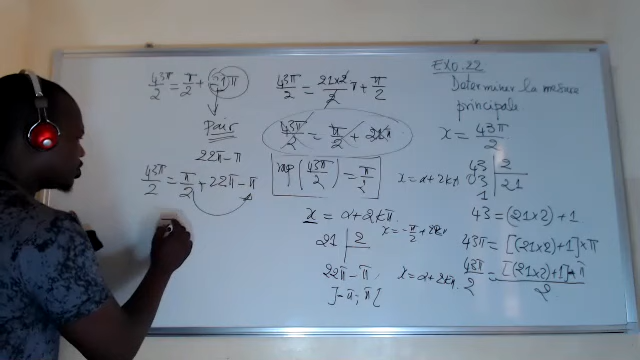 43π/2 = π/2 + 21π
Pair
22π - π
43π/2 = π/2 + 22π - π
43π/2 = 21×2/2 π + π/2
43π/2 = π/2 + 21π
mp(43π/2) = π/2
x = α + 2kπ
x = α + 2kπ.
21 | 2
x = -π/2 + 22π
22π - π
x = α + 2kπ.
]-π; π[
EXO.22
Determiner la mesure
principale
x = 43π/2
43 | 2
03 | 21
1
43 = (21×2) + 1
43π = [(21×2) + 1] × π
43π/2 = [(21×2) + 1] × π / 2